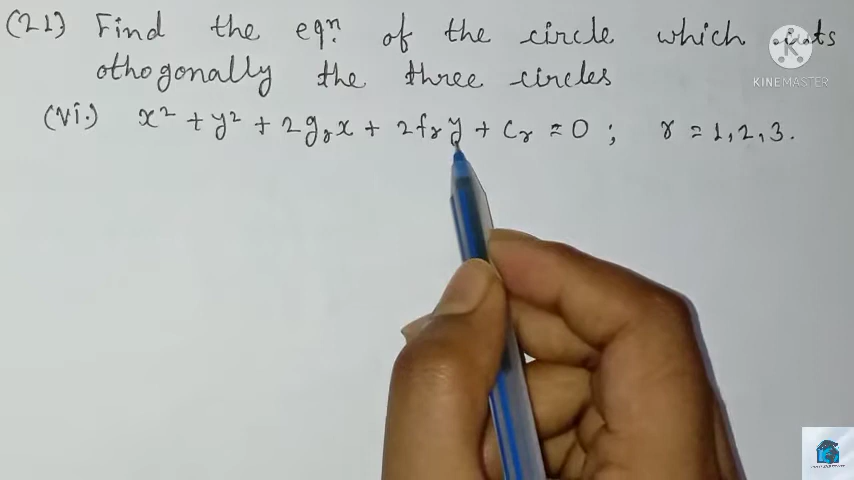 (21) Find the eqn. of the circle which cuts
othogonally the three circles
(vi.) x² + y² + 2gᵣx + 2fᵣy + cᵣ = 0 ; r = 1, 2, 3.
KINEMASTER